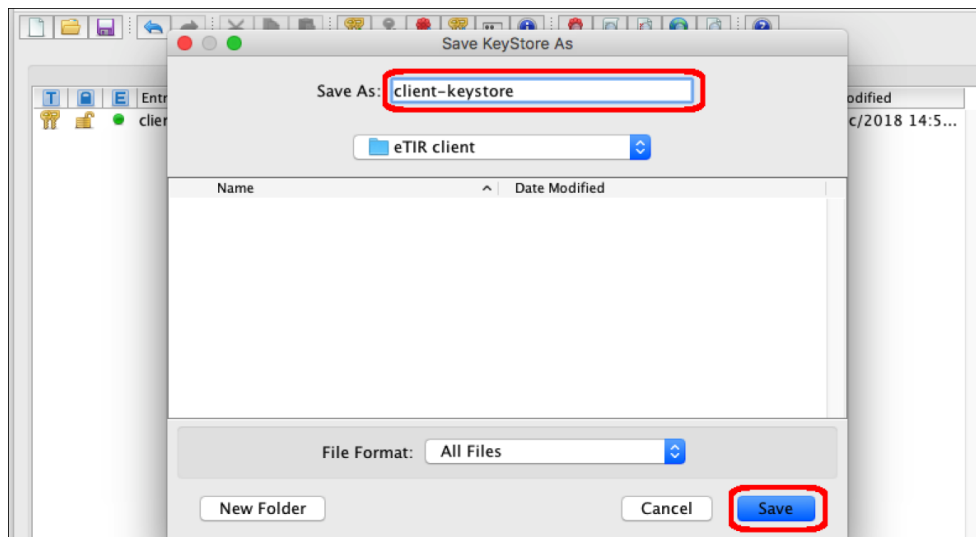 Save KeyStore As
Save As: client-keystore
T E Entr odified
eTIR client
clier c/2018 14:5...
Name Date Modified
File Format: All Files
New Folder Cancel Save